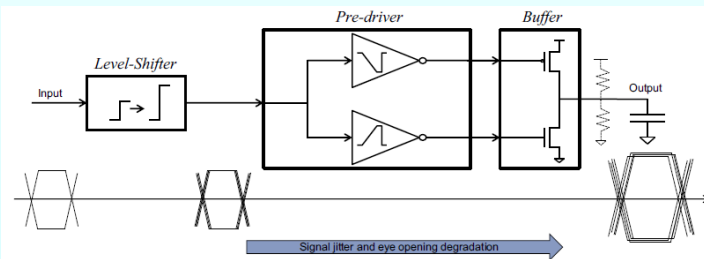 Pre-driver
Buffer
Level-Shifter
Input
Output
Signal jitter and eye opening degradation